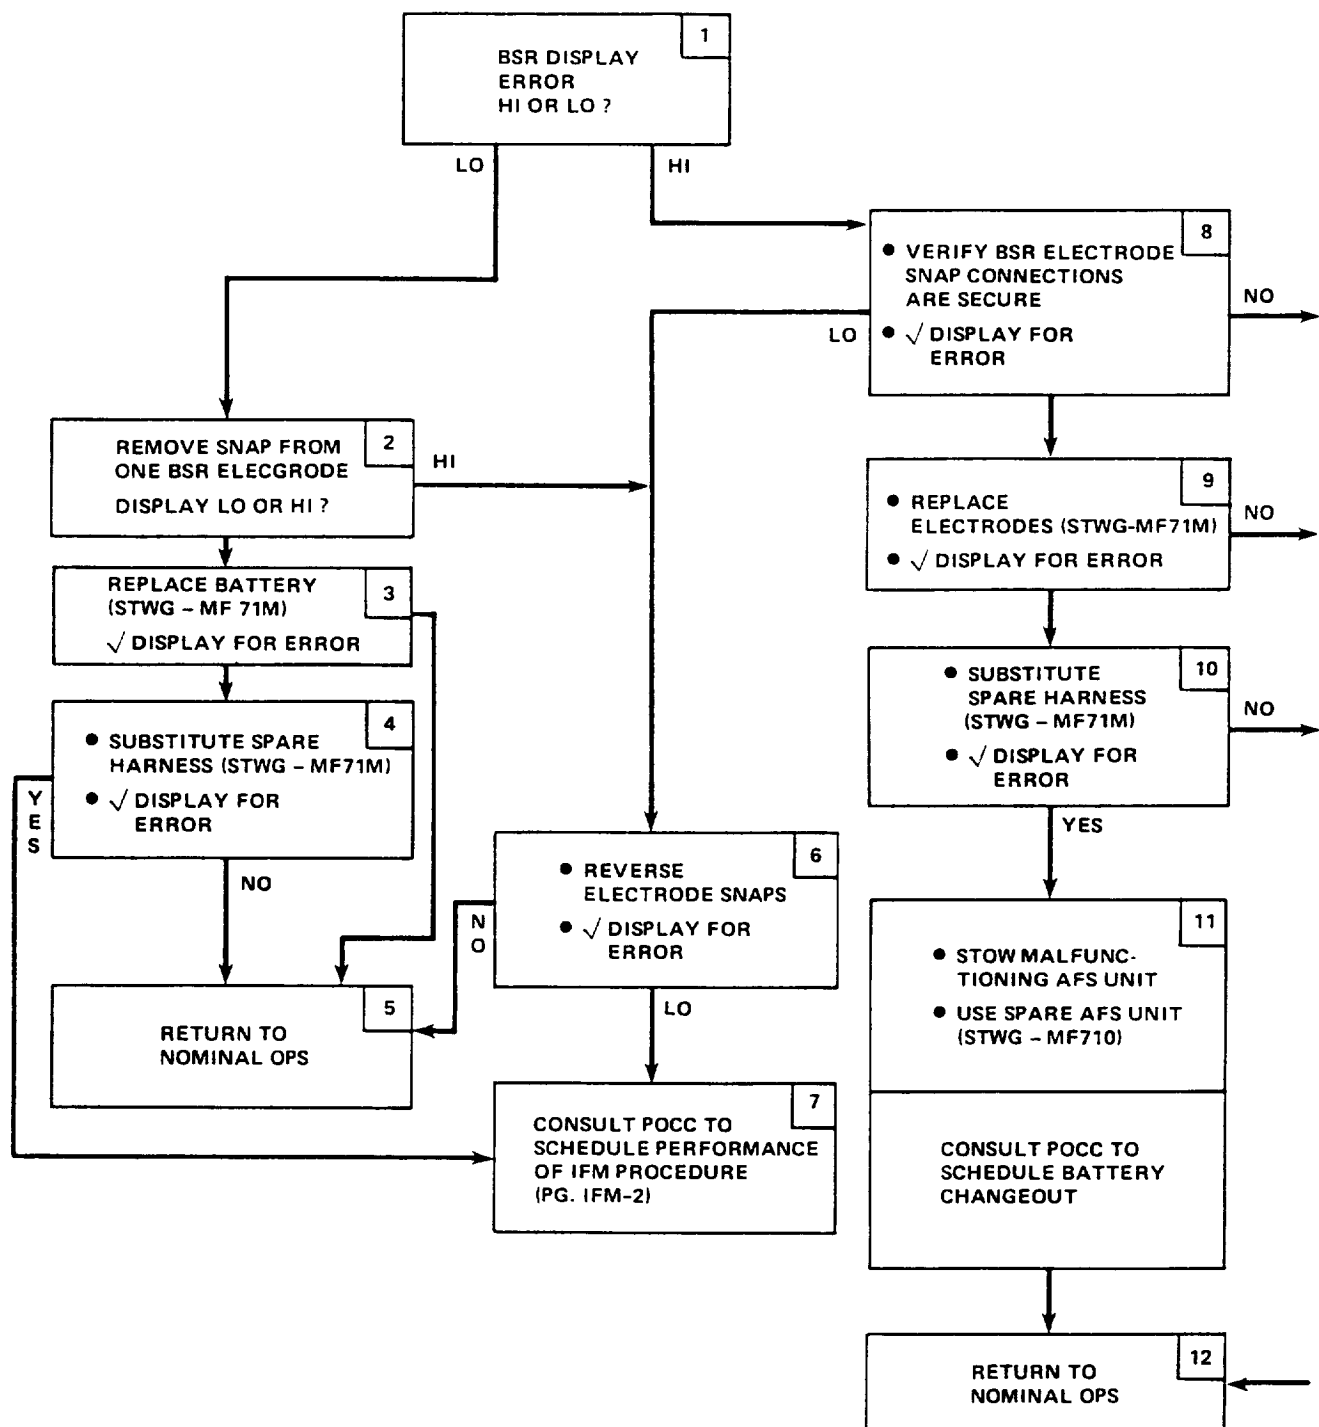 1
BSR DISPLAY
ERROR
HI OR LO ?
LO
HI
8
● VERIFY BSR ELECTRODE
SNAP CONNECTIONS
ARE SECURE
● √ DISPLAY FOR
ERROR
NO
LO
2
REMOVE SNAP FROM
ONE BSR ELECGRODE
DISPLAY LO OR HI ?
HI
9
● REPLACE
ELECTRODES (STWG-MF71M)
● √ DISPLAY FOR ERROR
NO
3
REPLACE BATTERY
(STWG – MF 71M)
√ DISPLAY FOR ERROR
10
● SUBSTITUTE
SPARE HARNESS
(STWG – MF71M)
● √ DISPLAY FOR
ERROR
NO
YES
4
● SUBSTITUTE SPARE
HARNESS (STWG – MF71M)
● √ DISPLAY FOR
ERROR
YES
NO
6
● REVERSE
ELECTRODE SNAPS
● √ DISPLAY FOR
ERROR
NO
LO
11
● STOW MALFUNC-
TIONING AFS UNIT
● USE SPARE AFS UNIT
(STWG – MF710)
CONSULT POCC TO
SCHEDULE BATTERY
CHANGEOUT
5
RETURN TO
NOMINAL OPS
7
CONSULT POCC TO
SCHEDULE PERFORMANCE
OF IFM PROCEDURE
(PG. IFM-2)
12
RETURN TO
NOMINAL OPS